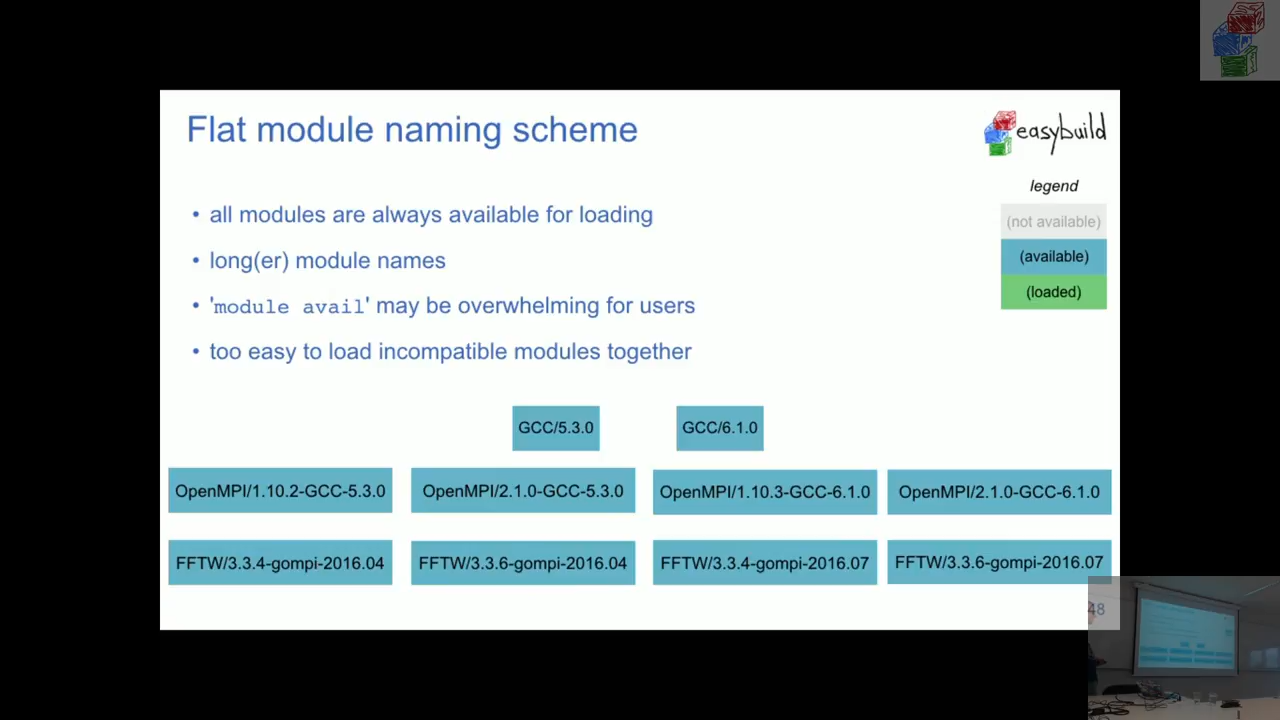 Flat module naming scheme
easybuild
legend
(not available)
(available)
(loaded)
• all modules are always available for loading
• long(er) module names
• 'module avail' may be overwhelming for users
• too easy to load incompatible modules together
GCC/5.3.0 GCC/6.1.0
OpenMPI/1.10.2-GCC-5.3.0 OpenMPI/2.1.0-GCC-5.3.0 OpenMPI/1.10.3-GCC-6.1.0 OpenMPI/2.1.0-GCC-6.1.0
FFTW/3.3.4-gompi-2016.04 FFTW/3.3.6-gompi-2016.04 FFTW/3.3.4-gompi-2016.07 FFTW/3.3.6-gompi-2016.07
48